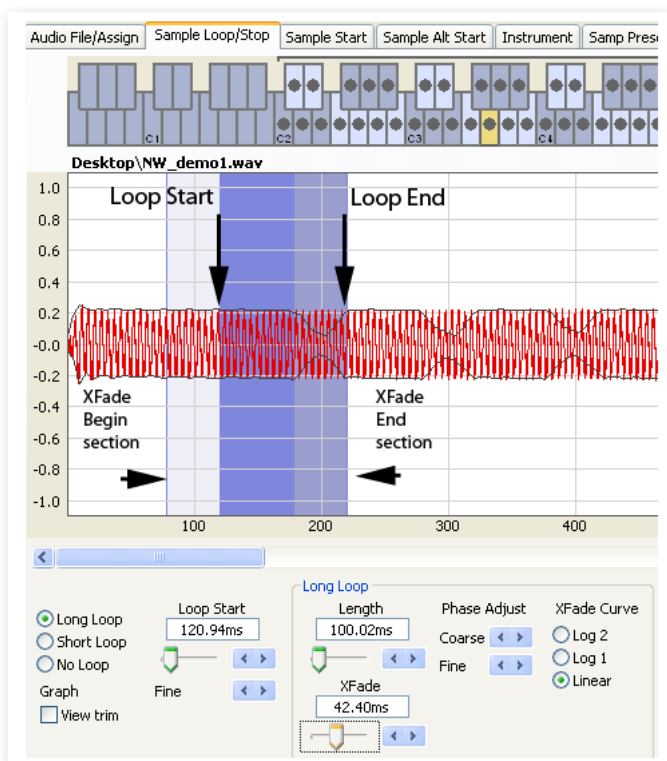 Audio File/Assign Sample Loop/Stop Sample Start Sample Alt Start Instrument Samp Prese
C1 C2 C3 C4
Desktop\NW_demo1.wav
Loop Start Loop End
1.0
0.8
0.6
0.4
0.2
-0.0
-0.2
-0.4
-0.6
-0.8
-1.0
XFade
Begin
section
XFade
End
section
100 200 300 400
Long Loop
Short Loop
No Loop
Graph
View trim
Loop Start
120.94ms
Fine
Long Loop
Length
100.02ms
XFade
42.40ms
Phase Adjust
Coarse
Fine
XFade Curve
Log 2
Log 1
Linear